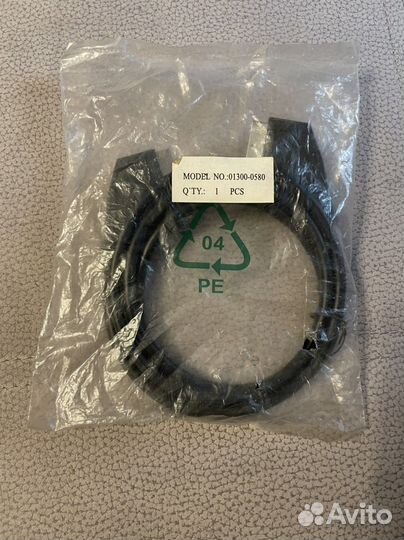 MODEL NO.:01300-0580
Q'TY.: 1 PCS
04
PE
Avito